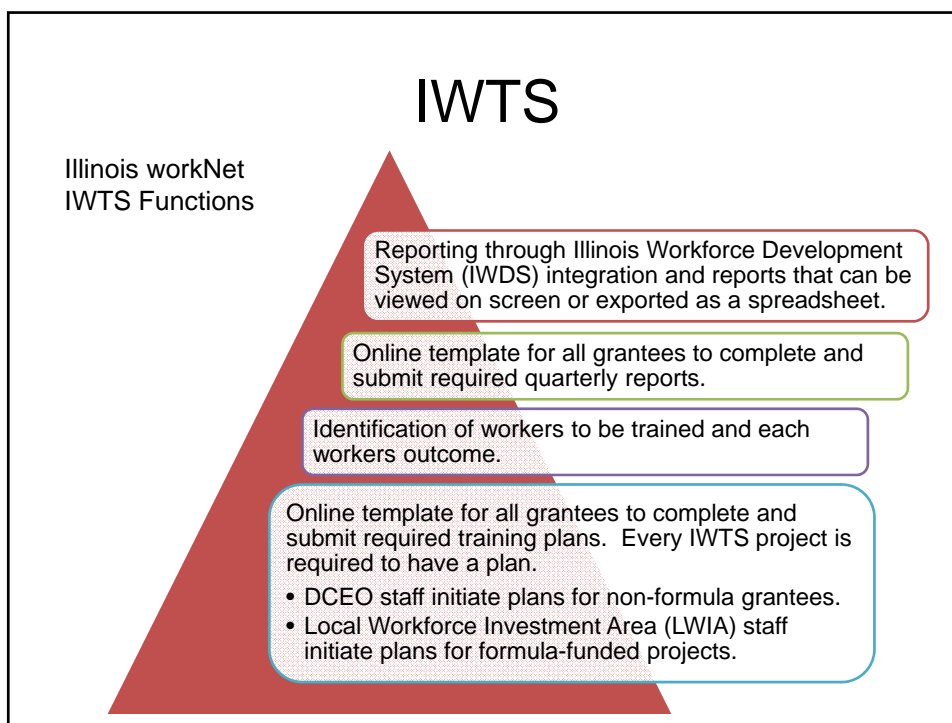 IWTS
Illinois workNet
IWTS Functions
Reporting through Illinois Workforce Development
System (IWDS) integration and reports that can be
viewed on screen or exported as a spreadsheet.
Online template for all grantees to complete and
submit required quarterly reports.
Identification of workers to be trained and each
workers outcome.
Online template for all grantees to complete and
submit required training plans.  Every IWTS project is
required to have a plan.
• DCEO staff initiate plans for non-formula grantees.
• Local Workforce Investment Area (LWIA) staff
initiate plans for formula-funded projects.